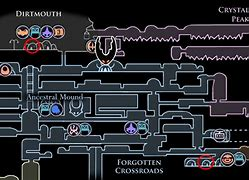 DIRTMOUTH
CRYSTAL
PEAK
Ancestral Mound
FORGOTTEN
CROSSROADS